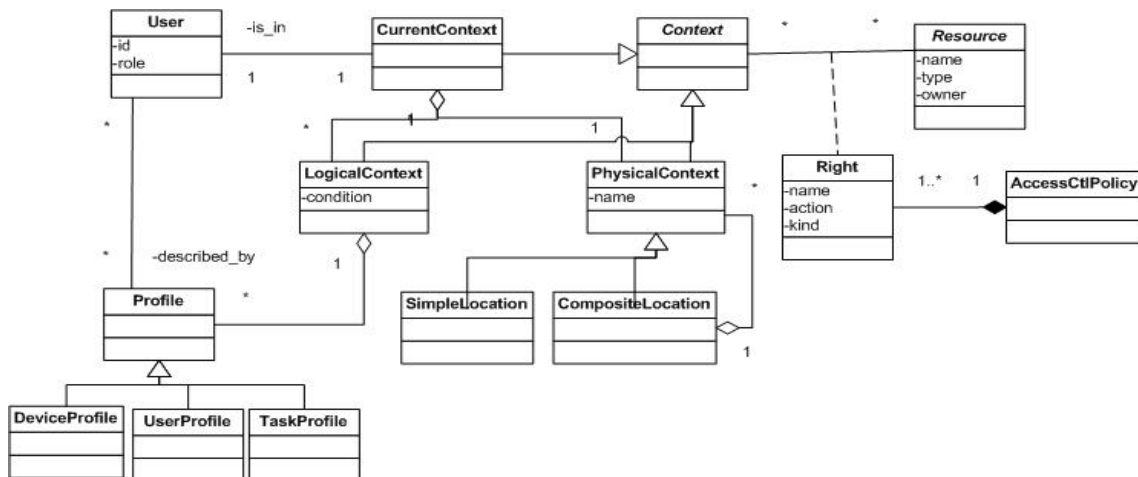 User
-id
-role
-is_in
1
1
CurrentContext
Context
*
*
Resource
-name
-type
-owner
*
*
1
1
LogicalContext
-condition
PhysicalContext
-name
*
Right
-name
-action
-kind
1..*
1
AccessCtlPolicy
*
-described_by
1
*
Profile
SimpleLocation
CompositeLocation
1
DeviceProfile
UserProfile
TaskProfile